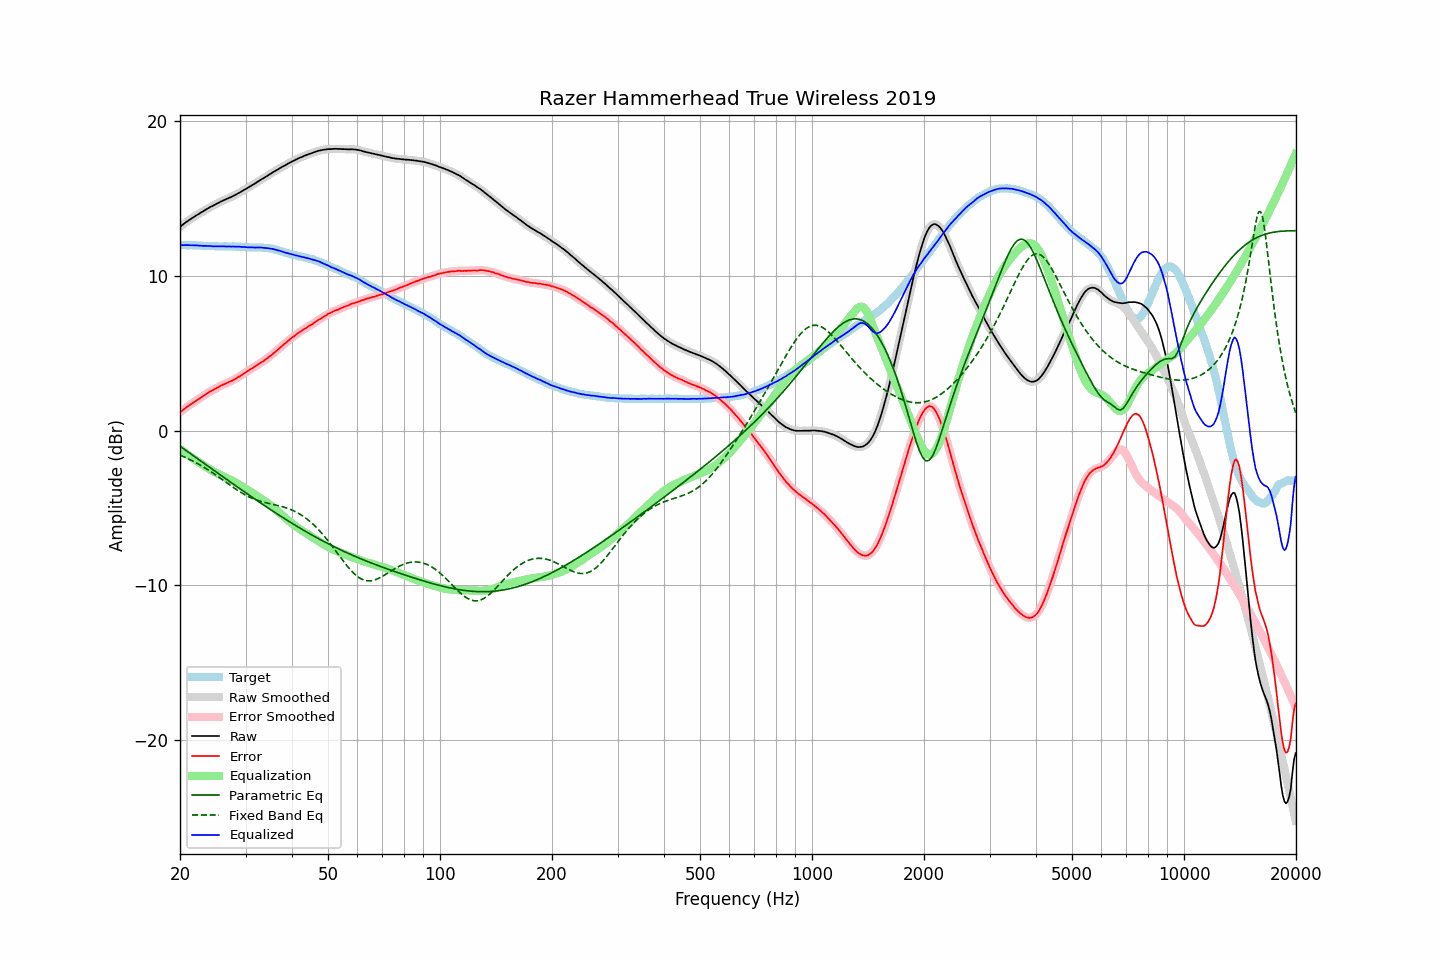 Razer Hammerhead True Wireless 2019
20
10
0
−10
−20
Amplitude (dBr)
Target
Raw Smoothed
Error Smoothed
Raw
Error
Equalization
Parametric Eq
Fixed Band Eq
Equalized
20 50 100 200 500 1000 2000 5000 10000 20000
Frequency (Hz)